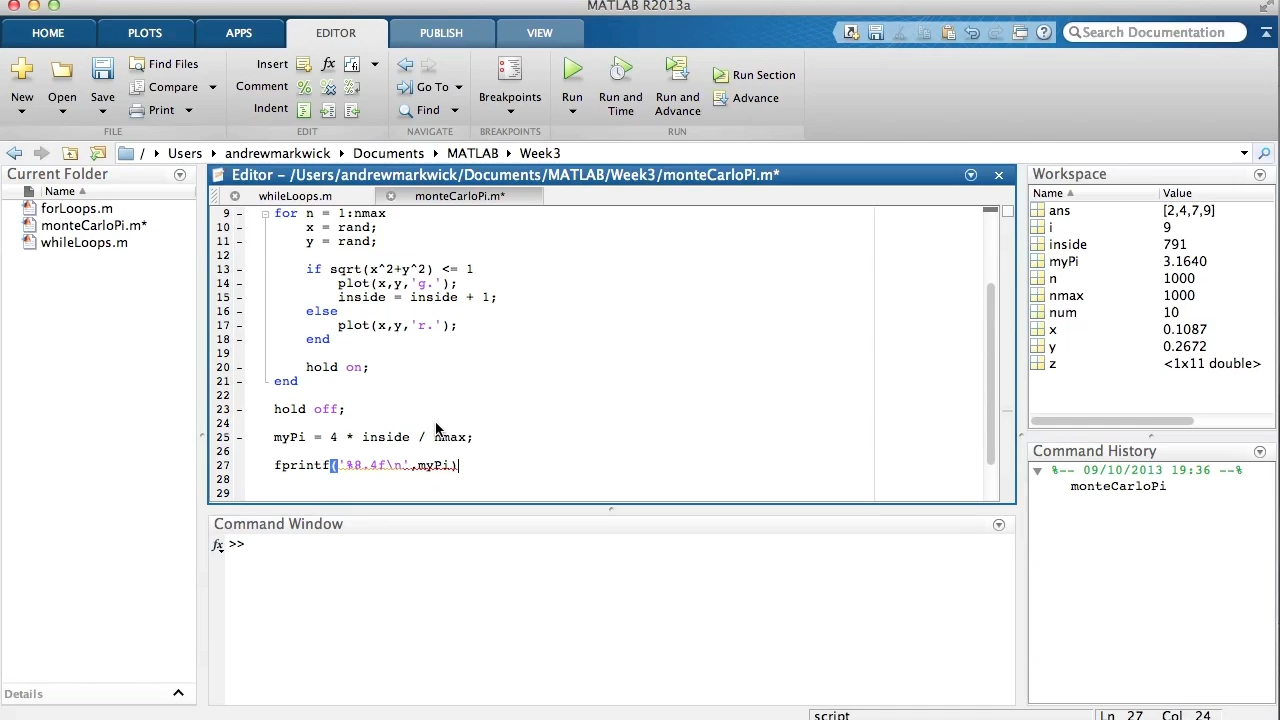 MATLAB R2013a
HOME PLOTS APPS EDITOR PUBLISH VIEW Search Documentation
New Open Save Find Files Compare Print
Insert fx
Comment %
Indent
Go To Find
Breakpoints
Run Run and Time Run and Advance Run Section Advance
FILE EDIT NAVIGATE BREAKPOINTS RUN
/ Users andrewmarkwick Documents MATLAB Week3
Current Folder
Name
forLoops.m
monteCarloPi.m*
whileLoops.m
Details
Editor – /Users/andrewmarkwick/Documents/MATLAB/Week3/monteCarloPi.m*
whileLoops.m monteCarloPi.m*
9 - for n = 1:nmax
10 - x = rand;
11 - y = rand;
12
13 - if sqrt(x^2+y^2) <= 1
14 - plot(x,y,'g.');
15 - inside = inside + 1;
16 - else
17 - plot(x,y,'r.');
18 - end
19
20 - hold on;
21 - end
22
23 - hold off;
24
25 - myPi = 4 * inside / nmax;
26
27 - fprintf('%8.4f\n',myPi)
28
29
Command Window
fx >>
Workspace
Name Value
ans [2,4,7,9]
i 9
inside 791
myPi 3.1640
n 1000
nmax 1000
num 10
x 0.1087
y 0.2672
z <1x11 double>
Command History
%-- 09/10/2013 19:36 --%
monteCarloPi
script Ln 27 Col 24